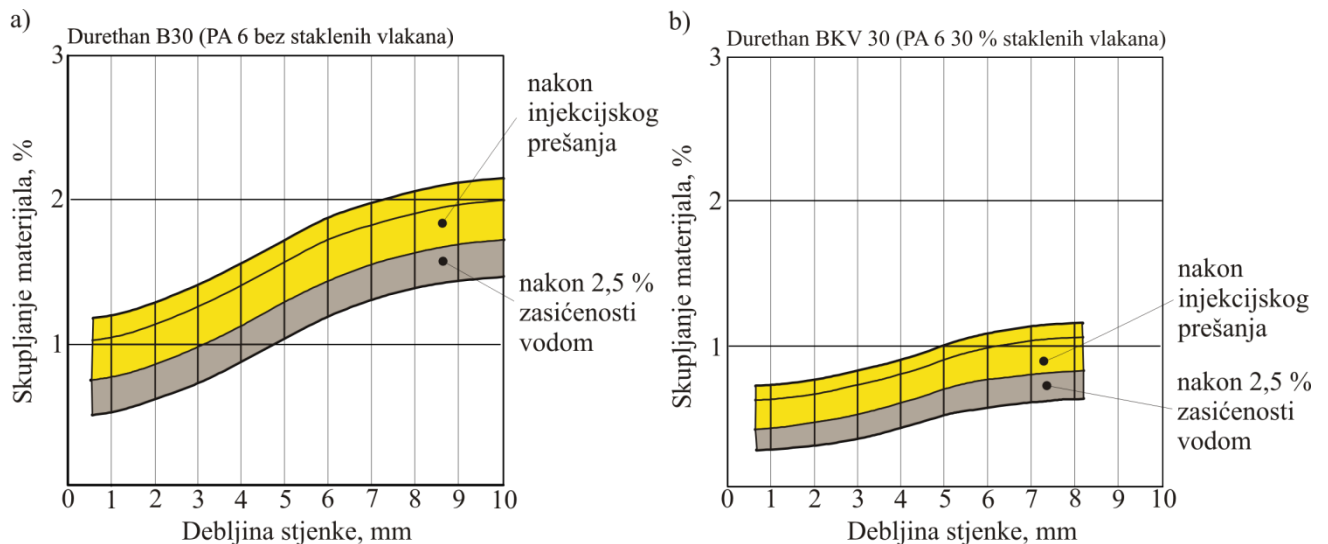 a)
Durethan B30 (PA 6 bez staklenih vlakana)
3
2
1
0 1 2 3 4 5 6 7 8 9 10
Skupljanje materijala, %
Debljina stjenke, mm
nakon
injekcijskog
prešanja
nakon 2,5 %
zasićenosti
vodom
b)
Durethan BKV 30 (PA 6 30 % staklenih vlakana)
3
2
1
0 1 2 3 4 5 6 7 8 9 10
Skupljanje materijala, %
Debljina stjenke, mm
nakon
injekcijskog
prešanja
nakon 2,5 %
zasićenosti
vodom